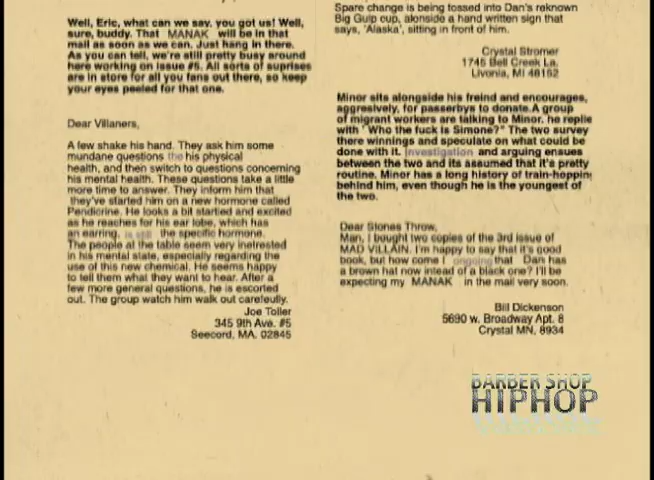 Well, Eric, what can we say, you got us! Well,
sure, buddy. That MANAK will be in that
mail as soon as we can. Just hang in there.
As you can tell, we're still pretty busy around
here working on issue #5. All sorts of suprises
are in store for all you fans out there, so keep
your eyes peeled for that one.
Dear Villaners,
A few shake his hand. They ask him some
mundane questions the his physical
health, and then switch to questions concerning
his mental health. These questions take a little
more time to answer. They inform him that
they've started him on a new hormone called
Pendicrine. He looks a bit startled and excited
as he reaches for his ear lobe, which has
an earring. is still the specific hormone.
The people at the table seem very inetrested
in his mental state, especially regarding the
use of this new chemical. He seems happy
to tell them what they want to hear. After a
few more general questions, he is escorted
out. The group watch him walk out carefeully.
Joe Toller
345 9th Ave. #5
Seecord, MA. 02845
Spare change is being tossed into Dan's reknown
Big Gulp cup, alonside a hand written sign that
says, 'Alaska', sitting in front of him.
Crystal Stromer
1745 Bell Creek La.
Livonia, MI 48152
Minor sits alongside his freind and encourages,
aggresively, for passerbys to donate.A group
of migrant workers are talking to Minor. he replie
with "Who the fuck is Simone?" The two survey
there winnings and speculate on what could be
done with it. Investigation and arguing ensues
between the two and its assumed that it's pretty
routine. Minor has a long history of train-hoppin
behind him, even though he is the youngest of
the two.
Dear Stones Throw,
Man, I bought two copies of the 3rd issue of
MAD VILLAIN. I'm happy to say that it's good
book, but how come I ongoing that Dan has
a brown hat now intead of a black one? I'll be
expecting my MANAK in the mail very soon.
Bill Dickenson
5690 w. Broadway Apt. 8
Crystal MN, 8934
BARBER SHOP
HIPHOP